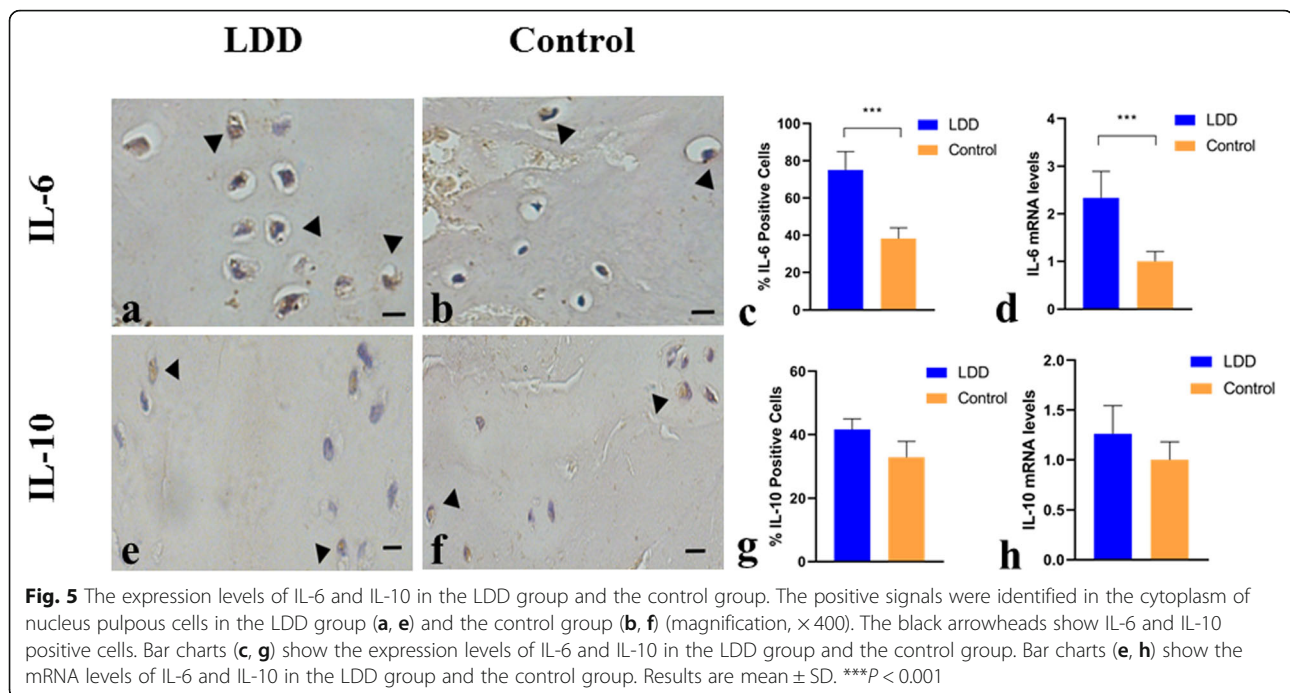 LDD Control
IL-6
a
b
% IL-6 Positive Cells
100
80
60
40
20
0
***
LDD
Control
c
IL-6 mRNA levels
4
3
2
1
0
***
LDD
Control
d
IL-10
e
f
% IL-10 Positive Cells
60
40
20
0
LDD
Control
g
IL-10 mRNA levels
2.0
1.5
1.0
0.5
0.0
LDD
Control
h
Fig. 5 The expression levels of IL-6 and IL-10 in the LDD group and the control group. The positive signals were identified in the cytoplasm of
nucleus pulpous cells in the LDD group (a, e) and the control group (b, f) (magnification, × 400). The black arrowheads show IL-6 and IL-10
positive cells. Bar charts (c, g) show the expression levels of IL-6 and IL-10 in the LDD group and the control group. Bar charts (e, h) show the
mRNA levels of IL-6 and IL-10 in the LDD group and the control group. Results are mean ± SD. ***P < 0.001